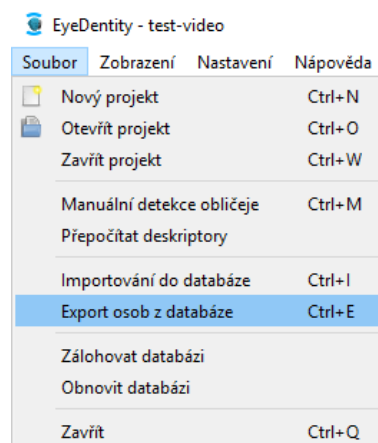 EyeDentity - test-video
Soubor Zobrazení Nastavení Nápověda
Nový projekt Ctrl+N
Otevřít projekt Ctrl+O
Zavřít projekt Ctrl+W
Manuální detekce obličeje Ctrl+M
Přepočítat deskriptory
Importování do databáze Ctrl+I
Export osob z databáze Ctrl+E
Zálohovat databázi
Obnovit databázi
Zavřít Ctrl+Q